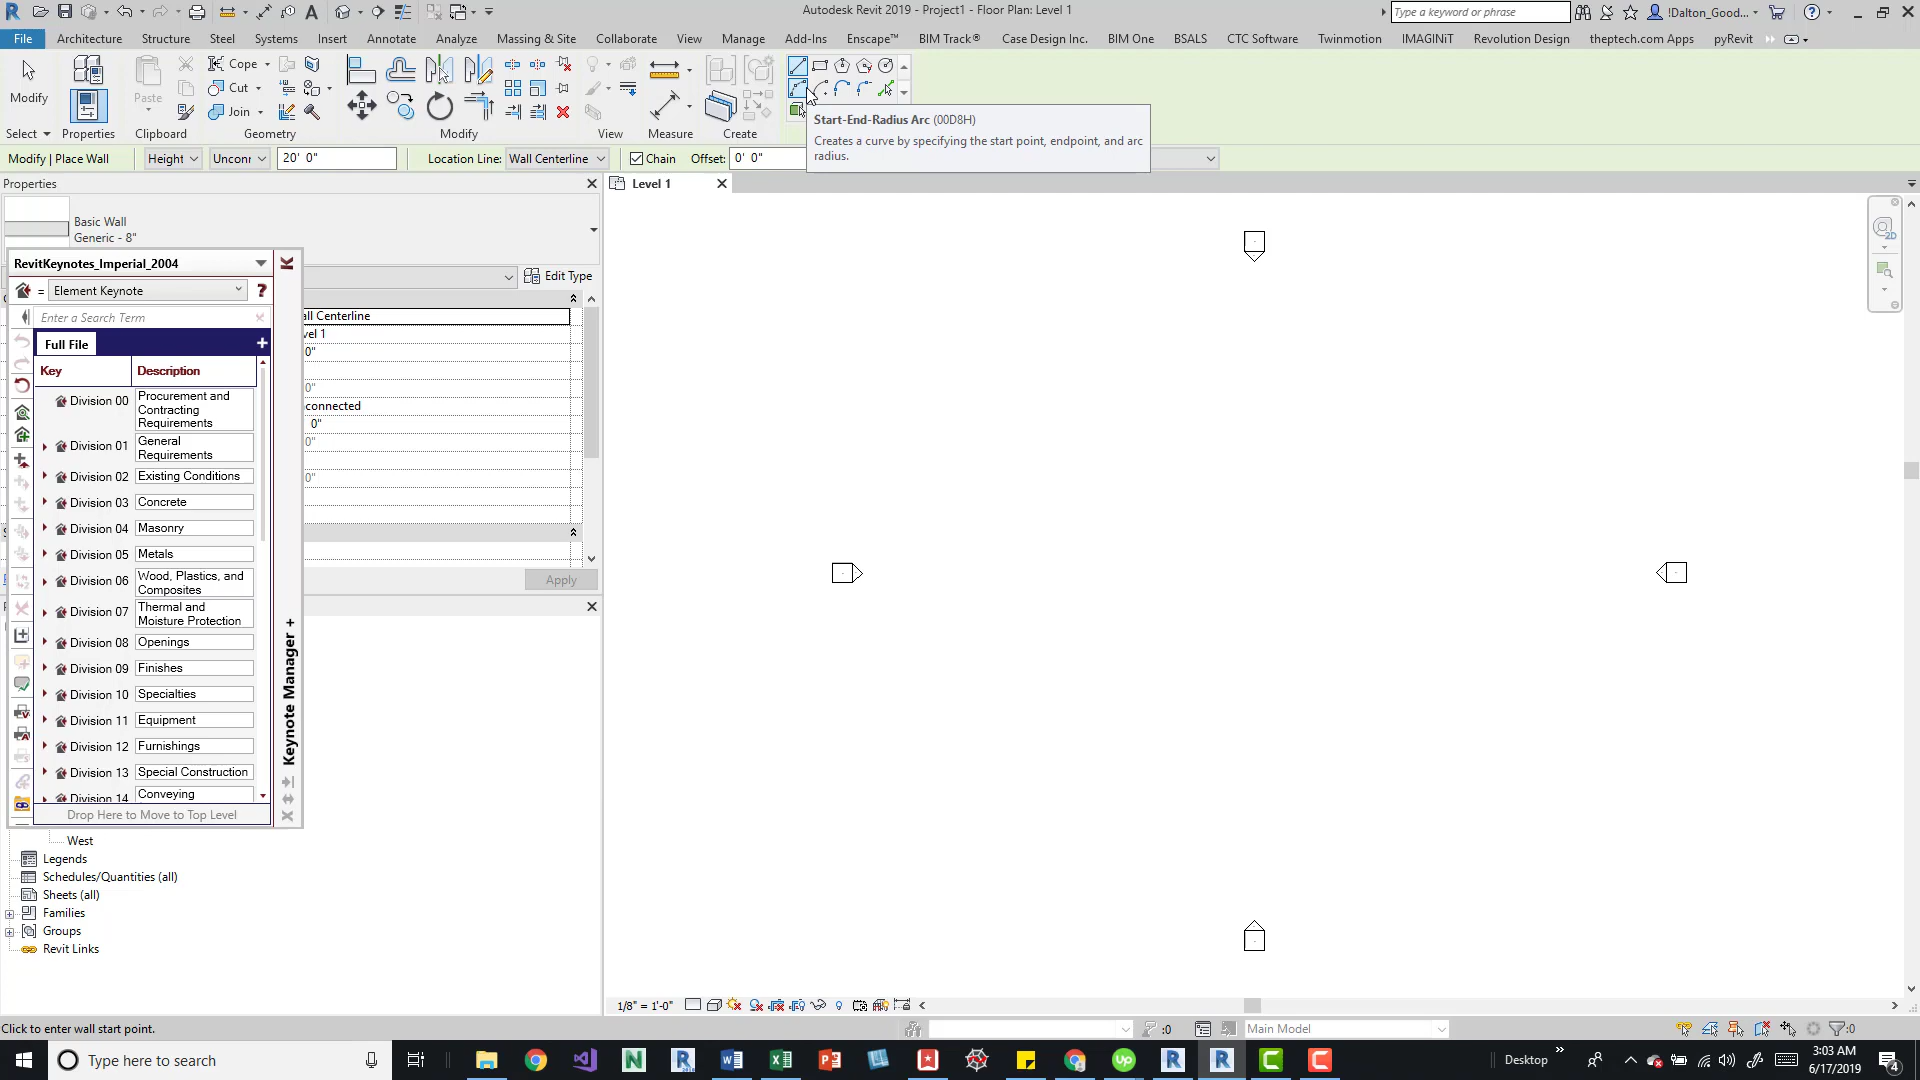 Autodesk Revit 2019 - Project1 - Floor Plan: Level 1
Type a keyword or phrase
!Dalton_Good...
File Architecture Structure Steel Systems Insert Annotate Analyze Massing & Site Collaborate View Manage Add-Ins Enscape™ BIM Track® Case Design Inc. BIM One BSALS CTC Software Twinmotion IMAGINiT Revolution Design theptech.com Apps pyRevit
Modify
Paste
Cope
Cut
Join
Select Properties Clipboard Geometry Modify View Measure Create
Start-End-Radius Arc (00D8H)
Creates a curve by specifying the start point, endpoint, and arc
radius.
Modify | Place Wall Height Unconn 20' 0" Location Line: Wall Centerline Chain Offset: 0' 0"
Properties
Level 1
Basic Wall
Generic - 8"
Edit Type
RevitKeynotes_Imperial_2004
= Element Keynote ?
Enter a Search Term
Full File +
Key Description
Division 00 Procurement and
Contracting
Requirements
Division 01 General
Requirements
Division 02 Existing Conditions
Division 03 Concrete
Division 04 Masonry
Division 05 Metals
Division 06 Wood, Plastics, and
Composites
Division 07 Thermal and
Moisture Protection
Division 08 Openings
Division 09 Finishes
Division 10 Specialties
Division 11 Equipment
Division 12 Furnishings
Division 13 Special Construction
Division 14 Conveying
Drop Here to Move to Top Level
Keynote Manager +
all Centerline
vel 1
0"
0"
connected
0"
0"
0"
Apply
West
Legends
Schedules/Quantities (all)
Sheets (all)
Families
Groups
Revit Links
2D
1/8" = 1'-0"
Click to enter wall start point.
:0
Main Model
:0
Type here to search
Desktop
3:03 AM
6/17/2019
4